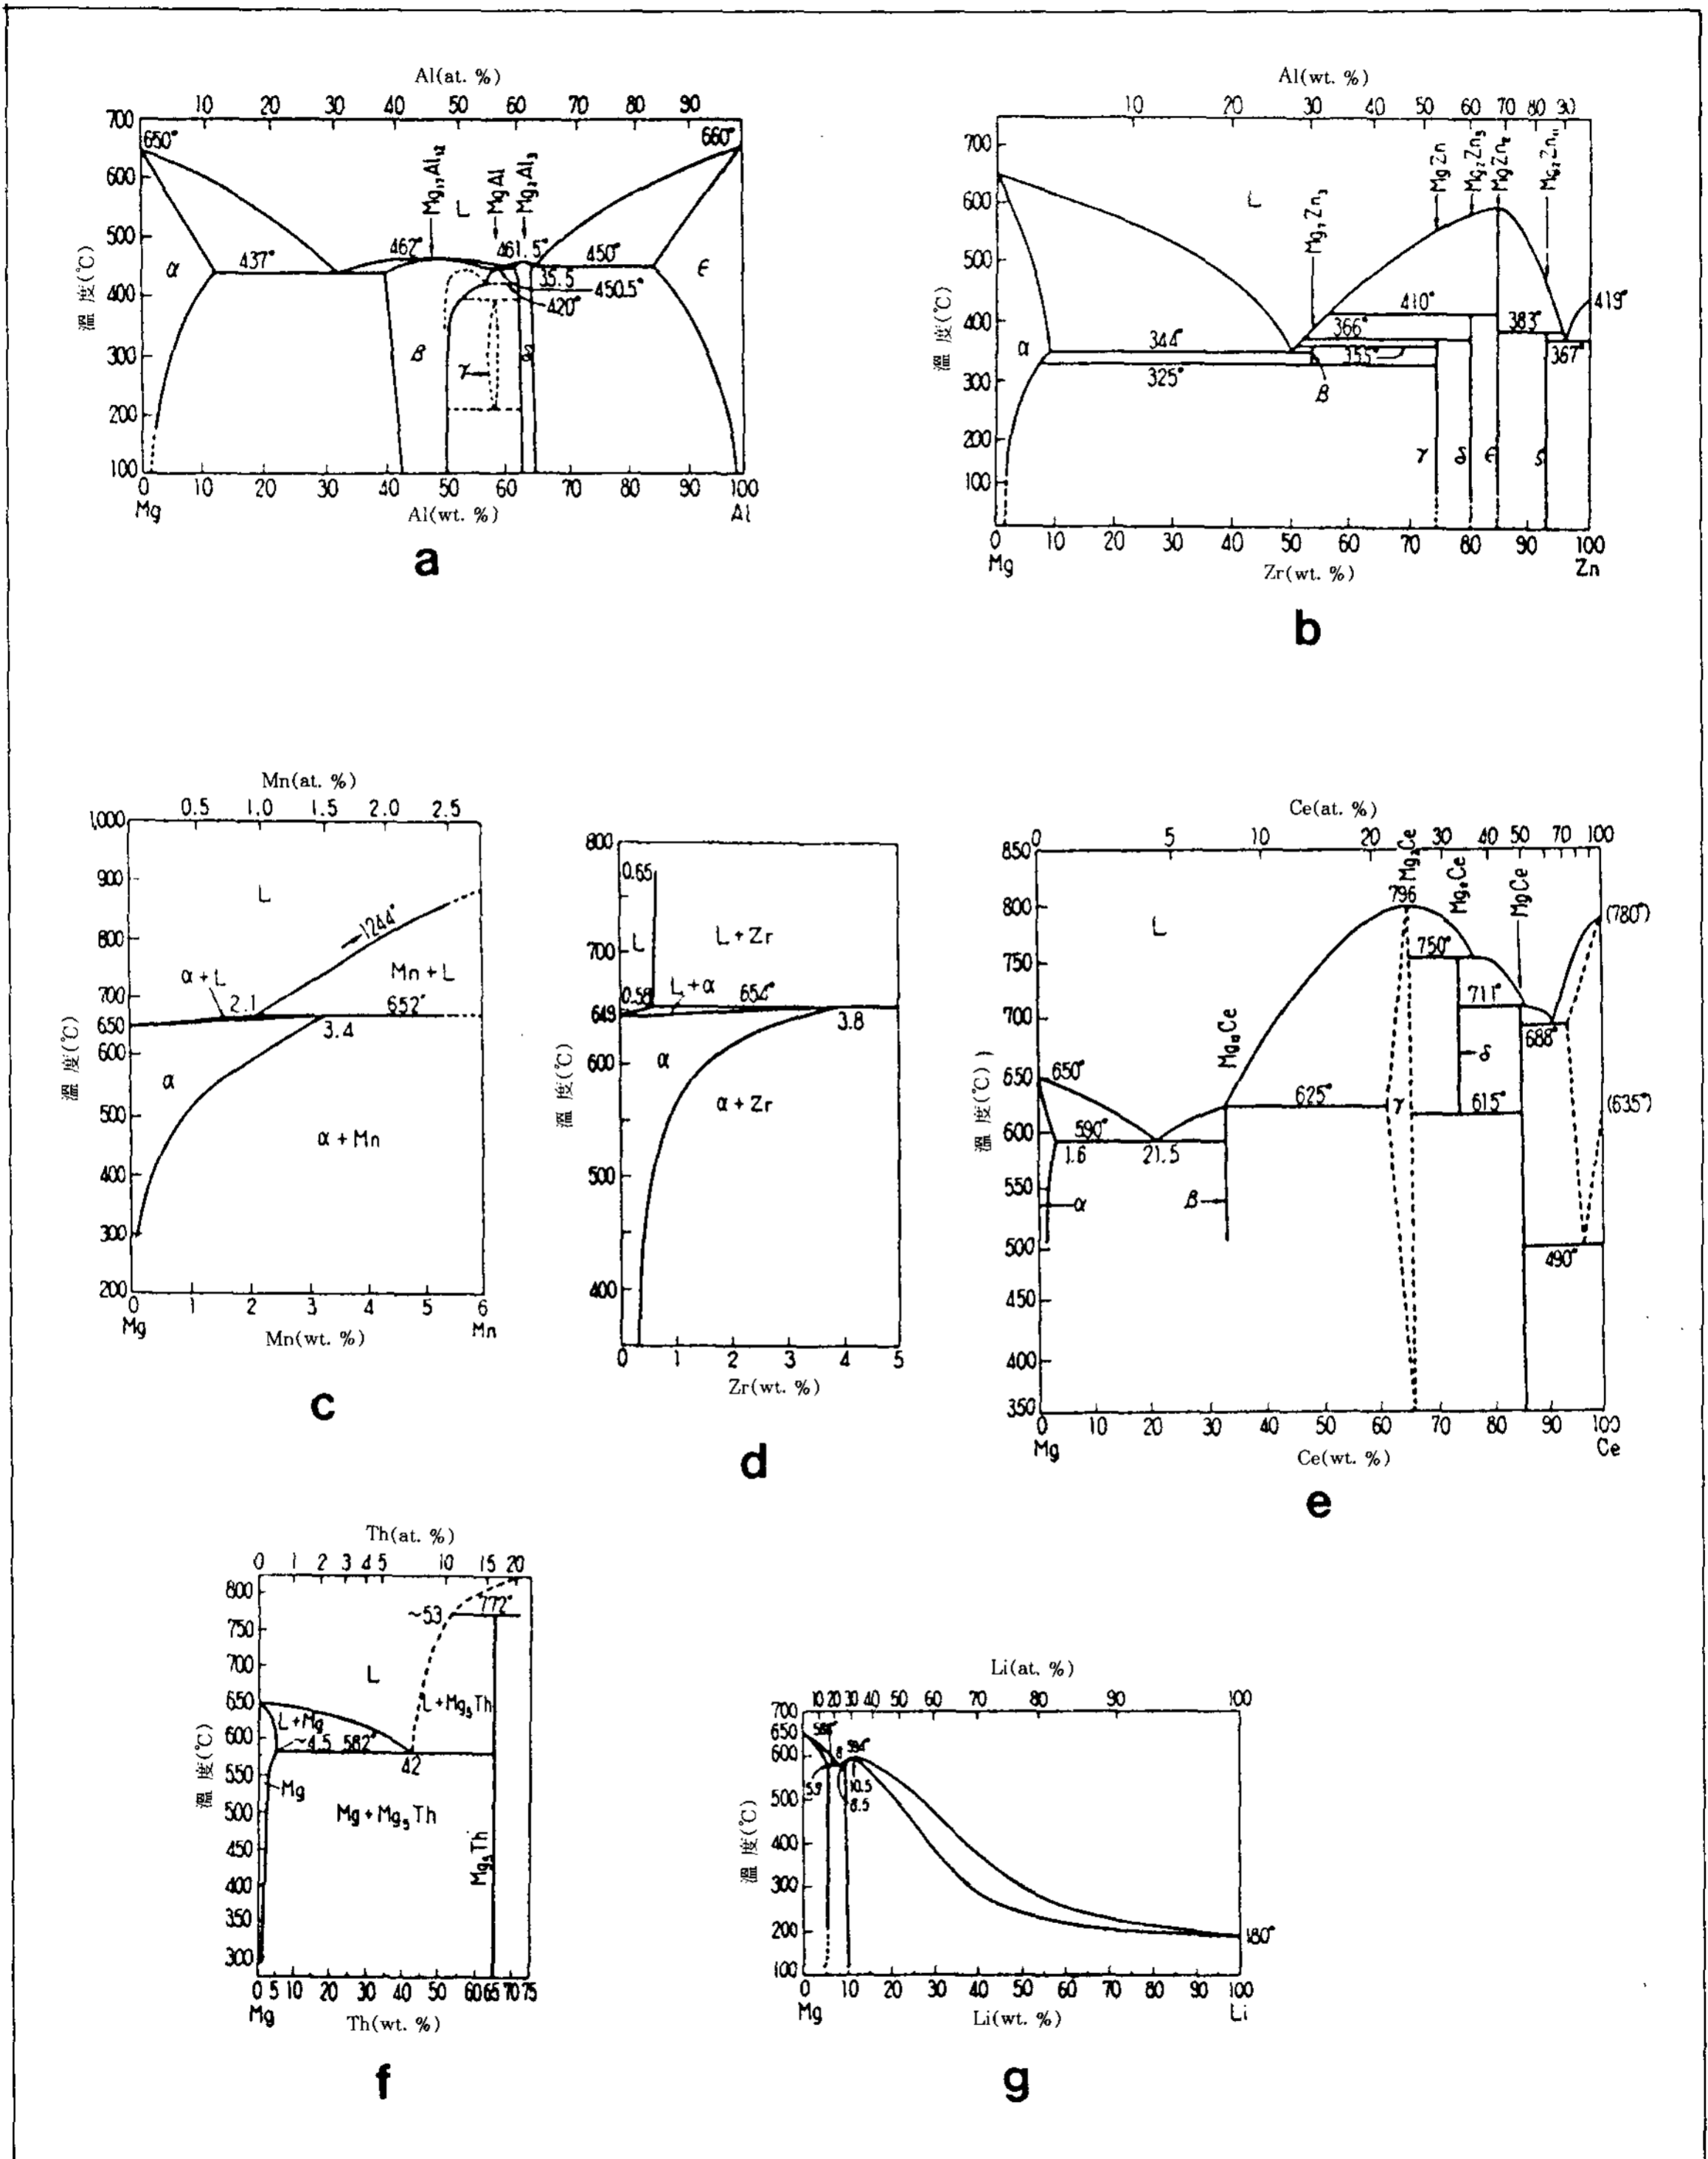 Al(at. %)
10 20 30 40 50 60 70 80 90
700
650°
660°
600
Mg₁₇Al₁₂
MgAl
Mg₂Al₃
L
500
437°
462°
461.5°
450°
α
ε
35.5
450.5°
400
420°
溫 度(℃)
300
β
γ
δ
200
100
0 10 20 30 40 50 60 70 80 90 100
Mg
Al(wt. %)
Al
a
Al(wt. %)
10 20 30 40 50 60 70 80 90
700
MgZn
Mg₂Zn₃
MgZn₂
Mg₂Zn₁₁
600
L
Mg₇Zn₃
500
溫 度(℃)
410°
419°
400
366°
383°
α
344°
355°
367°
300
325°
β
200
γ
δ
ε
100
0 10 20 30 40 50 60 70 80 90 100
Mg
Zr(wt. %)
Zn
b
Mn(at. %)
0.5 1.0 1.5 2.0 2.5
1,000
900
L
800
1244°
α+L
Mn+L
700
2.1
652°
650
3.4
溫 度(℃)
600
α
500
α+Mn
400
300
200
0 1 2 3 4 5 6
Mg
Mn(wt. %)
Mn
c
800
0.65
L
L+Zr
700
0.58
L+α
654°
649
3.8
溫 度(℃)
600
α
α+Zr
500
400
0 1 2 3 4 5
Zr(wt. %)
d
Ce(at. %)
0 5 10 20 30 40 50 70 100
850
Mg₃Ce
Mg₂Ce
MgCe
796
800
L
(780°)
750
750°
711°
700
Mg₉Ce
688°
δ
650
650°
溫 度(℃)
625°
γ
615°
(635°)
600
590°
1.6
21.5
550
α
β
500
490°
450
400
350
0 10 20 30 40 50 60 70 80 90 100
Mg
Ce(wt. %)
Ce
e
Th(at. %)
0 1 2 3 4 5 10 15 20
800
772°
~53
750
700
L
650
L+Mg₅Th
L+Mg
600
~4.5 582°
42
溫 度(℃)
550
Mg
500
Mg+Mg₅Th
450
Mg₅Th
400
350
300
0 5 10 20 30 40 50 60 65 70 75
Mg
Th(wt. %)
f
Li(at. %)
10 20 30 40 50 60 70 80 90 100
700
650
600
8
10.5
8.5
溫 度(℃)
500
400
300
200
180°
100
0 10 20 30 40 50 60 70 80 90 100
Mg
Li(wt. %)
Li
g